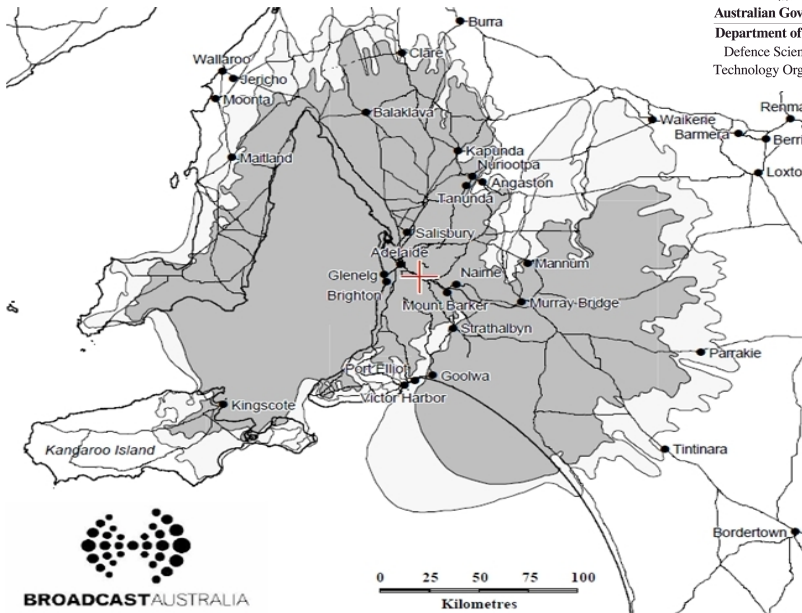 Australian Gov
Department of
Defence Scien
Technology Org
Burra
Clare
Wallaroo
Jericho
Moonta
Balaklava
Waikerie
Renma
Barmera
Berri
Maitland
Kapunda
Nuriootpa
Loxto
Angaston
Tanunda
Salisbury
Adelaide
Mannum
Glenelg
Nairne
Brighton
Mount Barker
Murray Bridge
Strathalbyn
Parrakie
Port Elliot
Goolwa
Victor Harbor
Kingscote
Kangaroo Island
Tintinara
Bordertown
BROADCAST AUSTRALIA
0 25 50 75 100
Kilometres